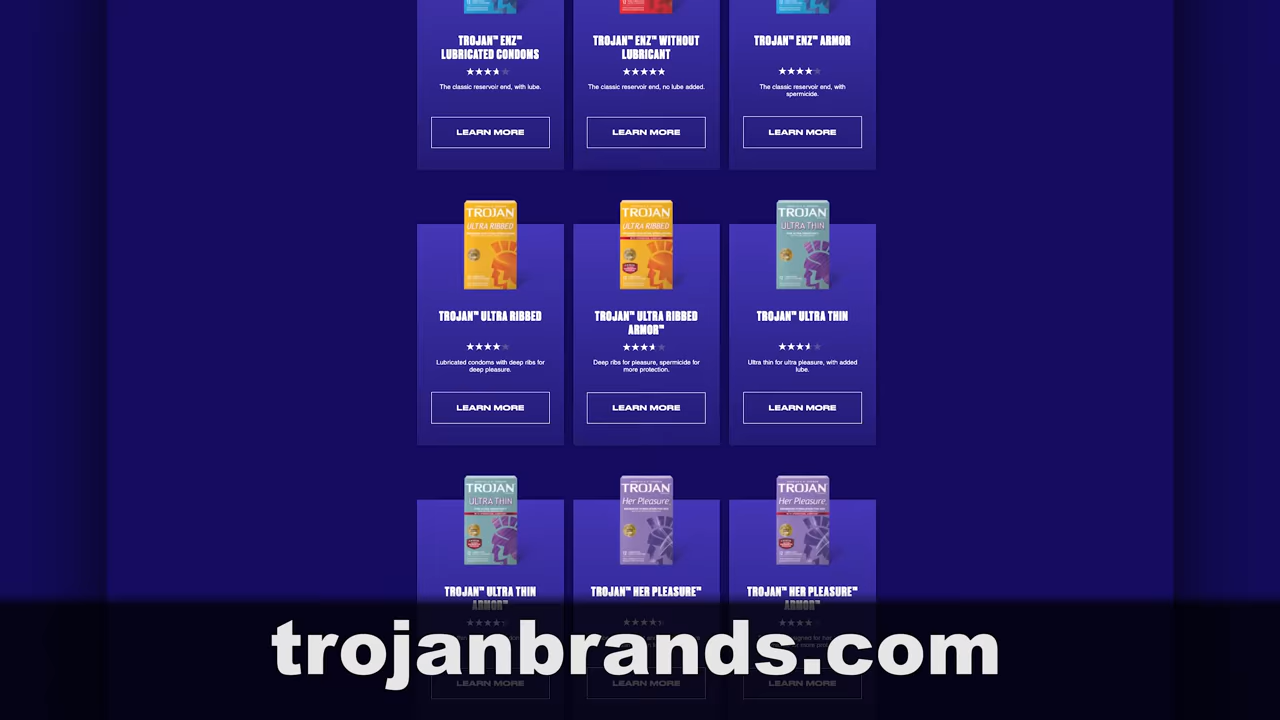 TROJAN™ ENZ™
LUBRICATED CONDOMS
The classic reservoir end, with lube.
LEARN MORE
TROJAN™ ENZ™ WITHOUT
LUBRICANT
The classic reservoir end, no lube added.
LEARN MORE
TROJAN™ ENZ™ ARMOR
The classic reservoir end, with
spermicide.
LEARN MORE
TROJAN
ULTRA RIBBED
TROJAN™ ULTRA RIBBED
Lubricated condoms with deep ribs for
deep pleasure.
LEARN MORE
TROJAN
ULTRA RIBBED
TROJAN™ ULTRA RIBBED
ARMOR™
Deep ribs for pleasure, spermicide for
more protection.
LEARN MORE
TROJAN
ULTRA THIN
TROJAN™ ULTRA THIN
Ultra thin for ultra pleasure, with added
lube.
LEARN MORE
TROJAN
ULTRA THIN
TROJAN™ ULTRA THIN
ARMOR™
LEARN MORE
TROJAN
Her Pleasure
TROJAN™ HER PLEASURE™
LEARN MORE
TROJAN
Her Pleasure
TROJAN™ HER PLEASURE™
ARMOR™
LEARN MORE
trojanbrands.com